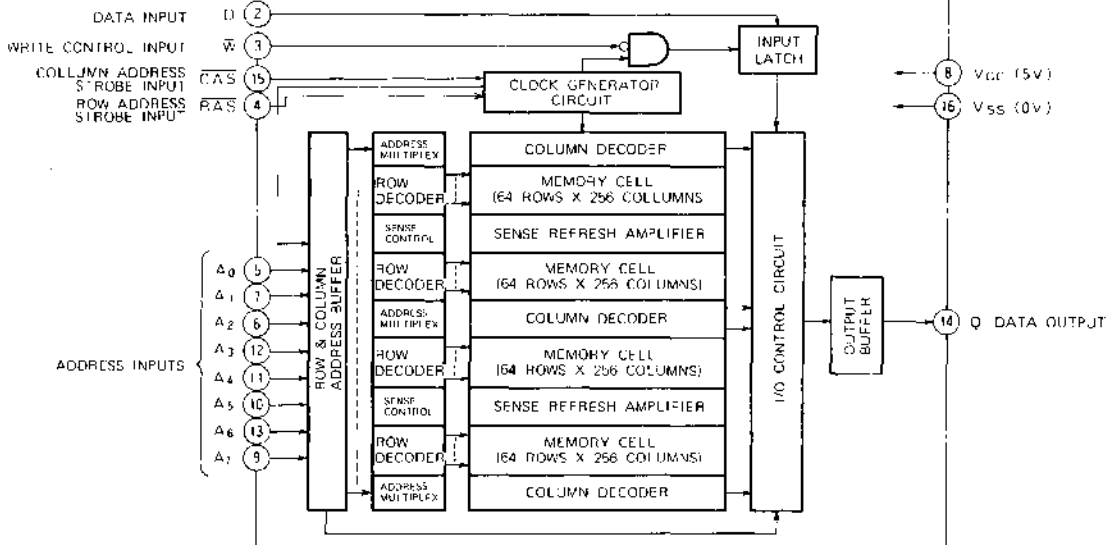 DATA INPUT D 2
WRITE CONTROL INPUT W 3
COLLUMN ADDRESS
STROBE INPUT CAS 15
ROW ADDRESS
STROBE INPUT RAS 4
INPUT
LATCH
CLOCK GENERATOR
CIRCUIT
8 VCC (5V)
16 VSS (0V)
ADDRESS
MULTIPLEX
COLUMN DECODER
ROW
DECODER
MEMORY CELL
(64 ROWS X 256 COLLUMNS
SENSE
CONTROL
SENSE REFRESH AMPLIFIER
ROW
DECODER
MEMORY CELL
(64 ROWS X 256 COLUMNS)
ADDRESS
MULTIPLEX
COLUMN DECODER
ROW
DECODER
MEMORY CELL
(64 ROWS X 256 COLUMNS)
SENSE
CONTROL
SENSE REFRESH AMPLIFIER
ROW
DECODER
MEMORY CELL
(64 ROWS X 256 COLUMNS)
ADDRESS
MULTIPLEX
COLUMN DECODER
ROW & COLUMN
ADDRESS BUFFER
I/O CONTROL CIRCUIT
OUTPUT
BUFFER
14 Q DATA OUTPUT
ADDRESS INPUTS
A0 5
A1 7
A2 6
A3 12
A4 11
A5 10
A6 13
A7 9